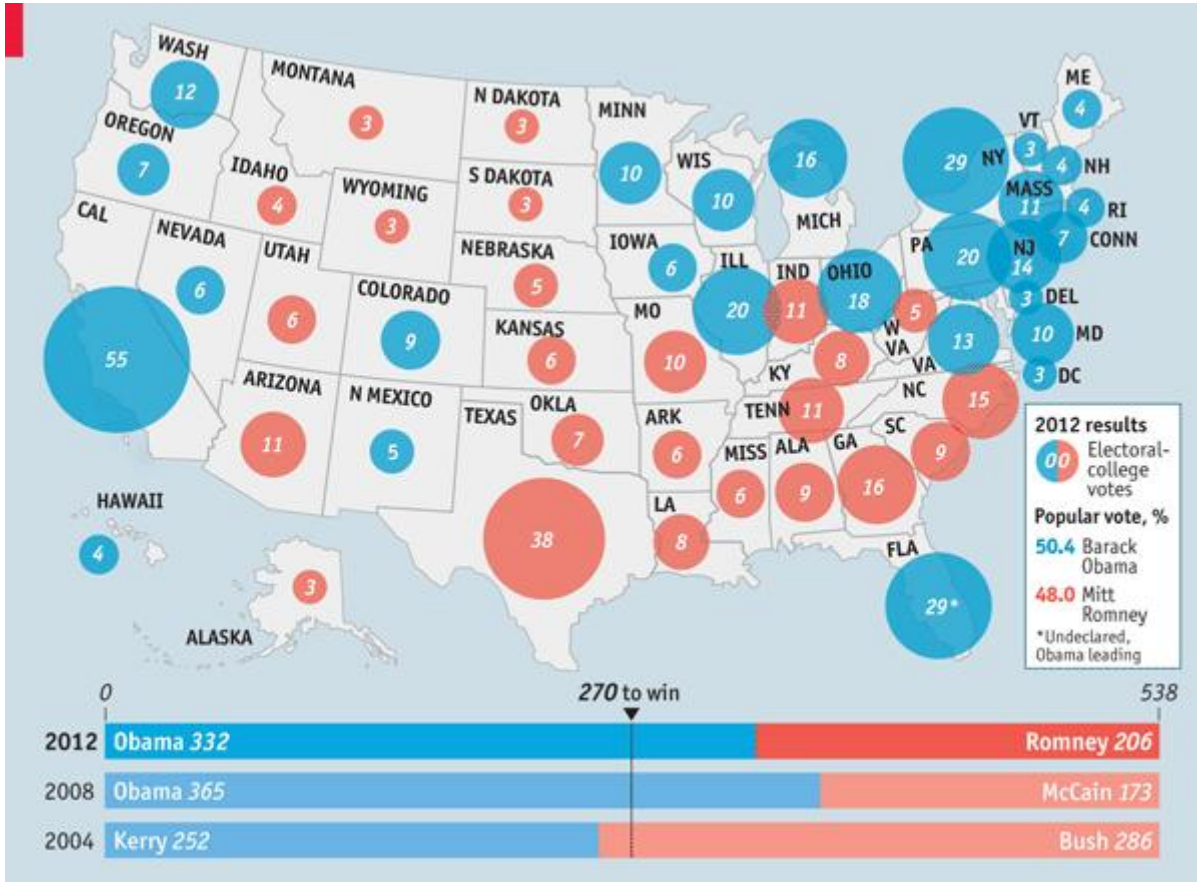 WASH
12
MONTANA
3
N DAKOTA
3
MINN
10
ME
4
OREGON
7
IDAHO
4
WYOMING
3
S DAKOTA
3
WIS
10
16
MICH
29
NY
VT
3
4
NH
MASS
11
4
RI
7
CONN
CAL
55
NEVADA
6
UTAH
6
COLORADO
9
NEBRASKA
5
IOWA
6
ILL
20
IND
11
OHIO
18
PA
20
NJ
14
3
DEL
10
MD
3
DC
KANSAS
6
MO
10
KY
8
W
VA
5
VA
13
ARIZONA
11
N MEXICO
5
TEXAS
38
OKLA
7
ARK
6
TENN
11
NC
15
SC
9
MISS
6
ALA
9
GA
16
LA
8
FLA
29*
HAWAII
4
ALASKA
3
2012 results
00 Electoral-
college
votes
Popular vote, %
50.4 Barack
Obama
48.0 Mitt
Romney
*Undeclared,
Obama leading
0 270 to win 538
2012 Obama 332 Romney 206
2008 Obama 365 McCain 173
2004 Kerry 252 Bush 286